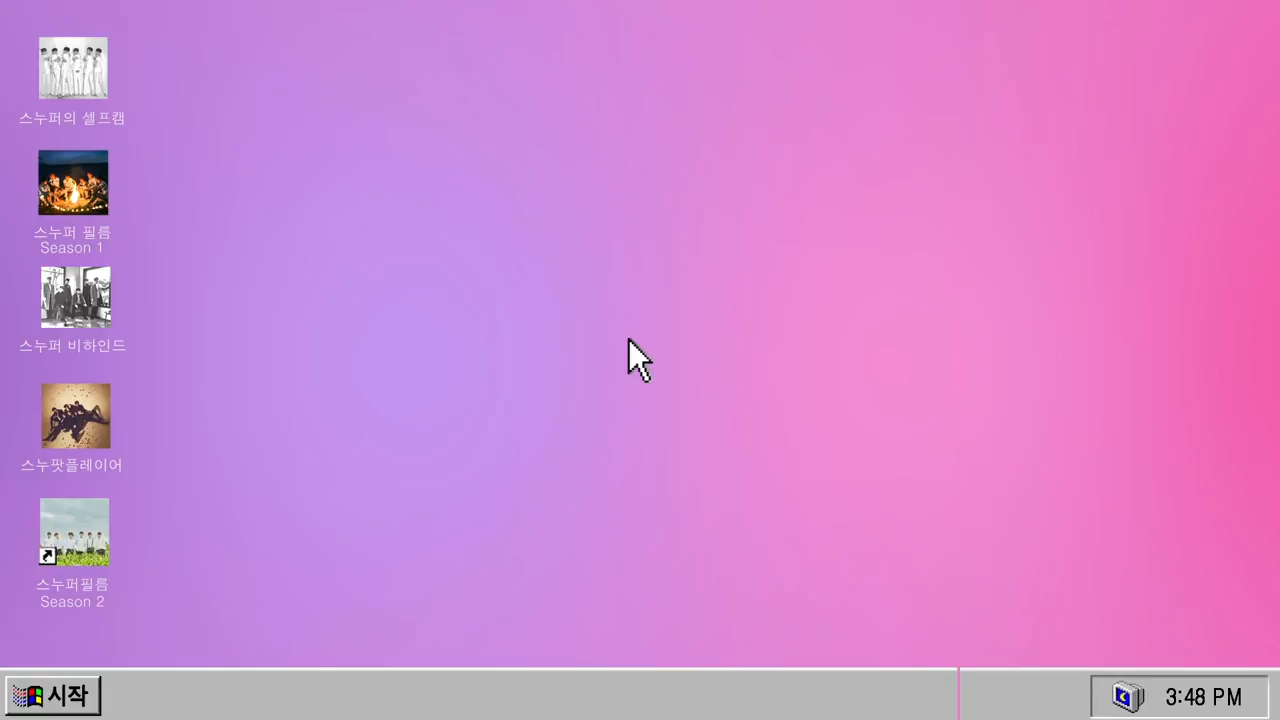 스누퍼의 셀프캠
스누퍼 필름
Season 1
스누퍼 비하인드
스누팟플레이어
스누퍼필름
Season 2
시작
3:48 PM